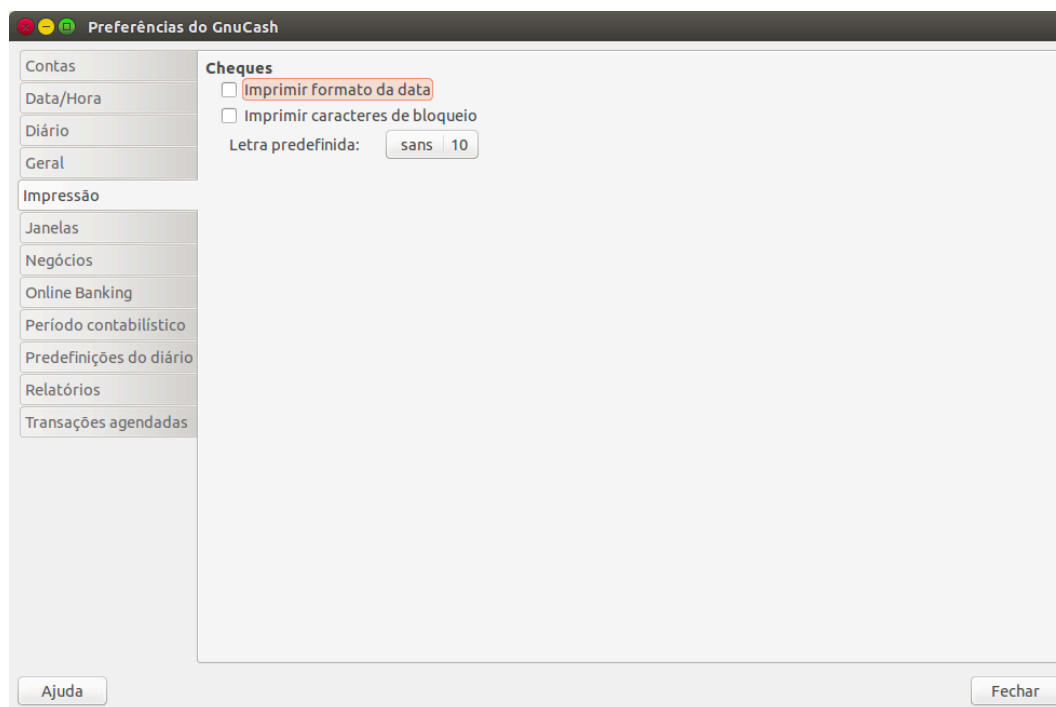 Preferências do GnuCash
Contas
Data/Hora
Diário
Geral
Impressão
Janelas
Negócios
Online Banking
Período contabilístico
Predefinições do diário
Relatórios
Transações agendadas
Cheques
Imprimir formato da data
Imprimir caracteres de bloqueio
Letra predefinida: sans 10
Ajuda
Fechar